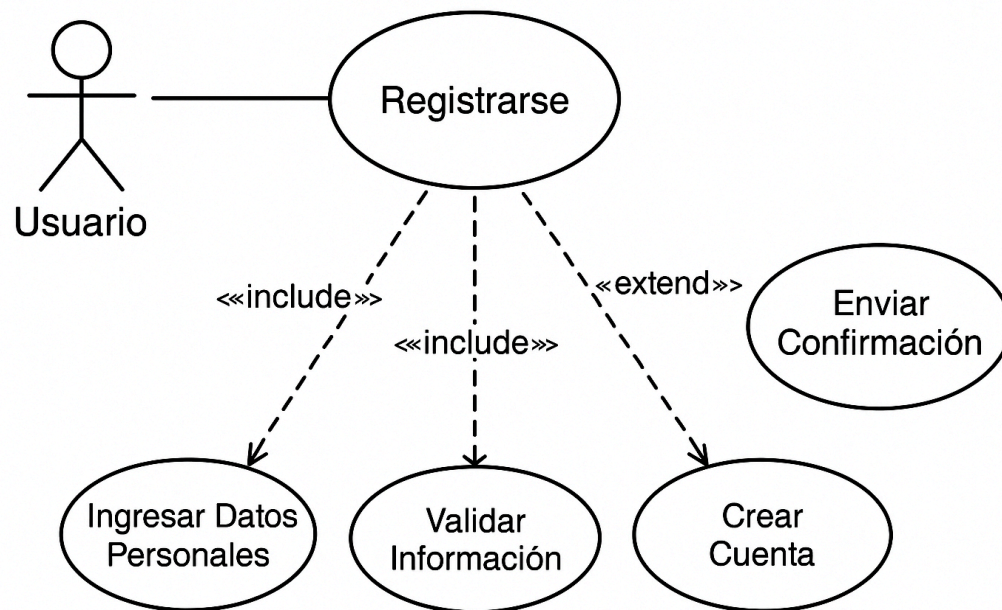 Registrarse
Usuario
<<include>>
<<include>>
<extend>>
Enviar
Confirmación
Ingresar Datos
Personales
Validar
Información
Crear
Cuenta